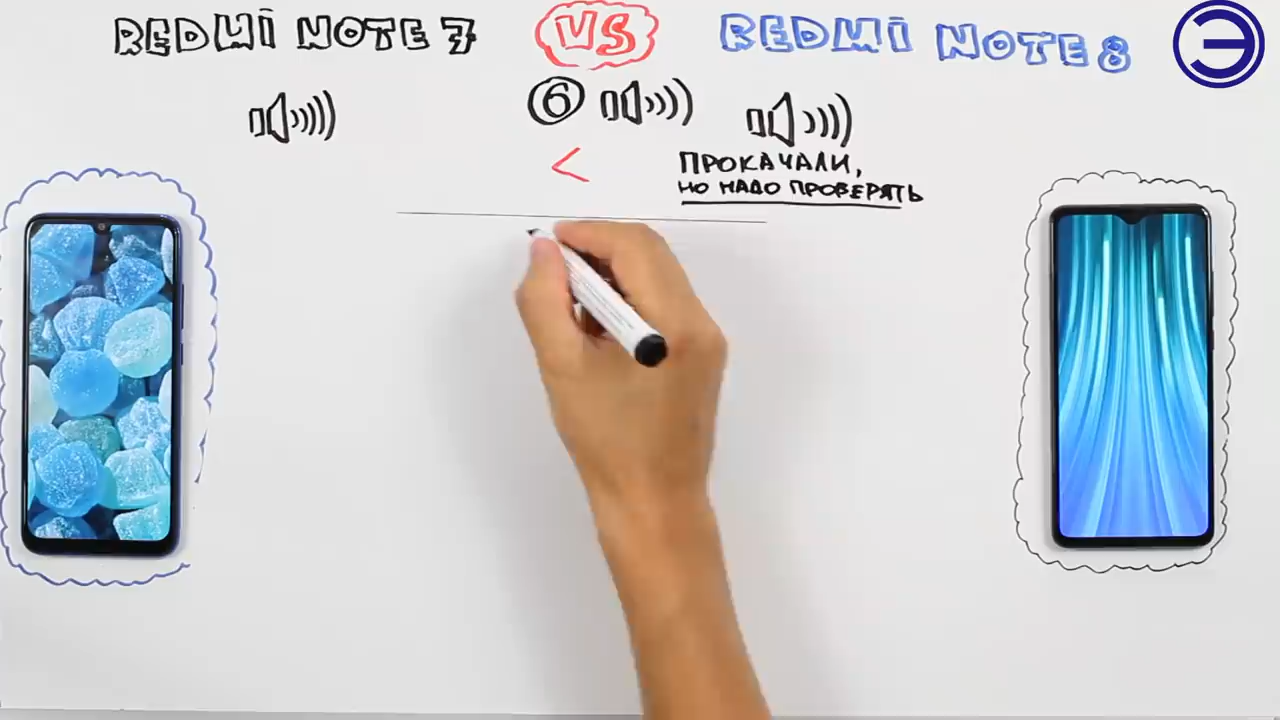 REDMI NOTE 7 VS REDMI NOTE 8
6
<
ПРОКАЧАЛИ,
НО НАДО ПРОВЕРЯТЬ
Э